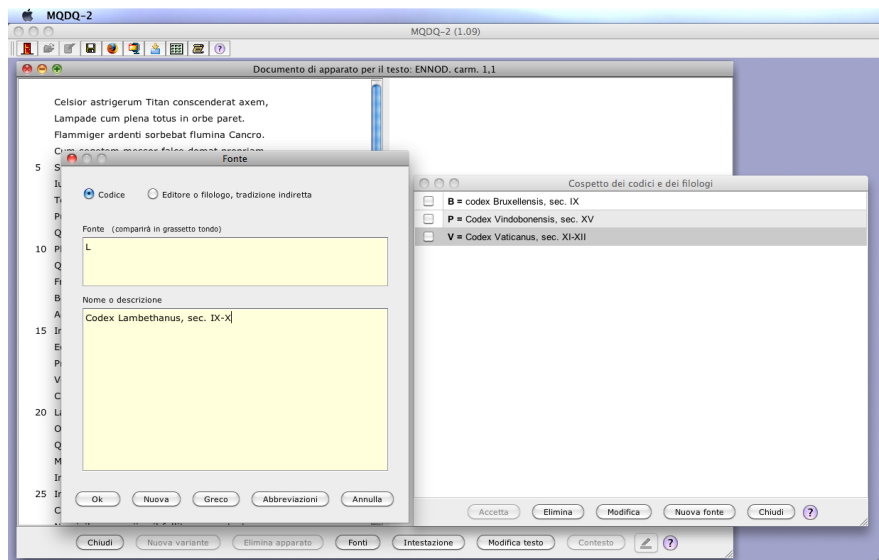 MQDQ-2
MQDQ-2 (1.09)
Documento di apparato per il testo: ENNOD. carm. 1,1
Celsior astrigerum Titan conscenderat axem,
Lampade cum plena totus in orbe paret.
Flammiger ardenti sorbebat flumina Cancro.
5
10
15
20
25
Fonte
Codice
Editore o filologo, tradizione indiretta
Fonte (comparirà in grassetto tondo)
L
Nome o descrizione
Codex Lambethanus, sec. IX-X
Ok Nuova Greco Abbreviazioni Annulla
Cospetto dei codici e dei filologi
B = codex Bruxellensis, sec. IX
P = Codex Vindobonensis, sec. XV
V = Codex Vaticanus, sec. XI-XII
Accetta Elimina Modifica Nuova fonte Chiudi ?
Chiudi Nuova variante Elimina apparato Fonti Intestazione Modifica testo Contesto ?